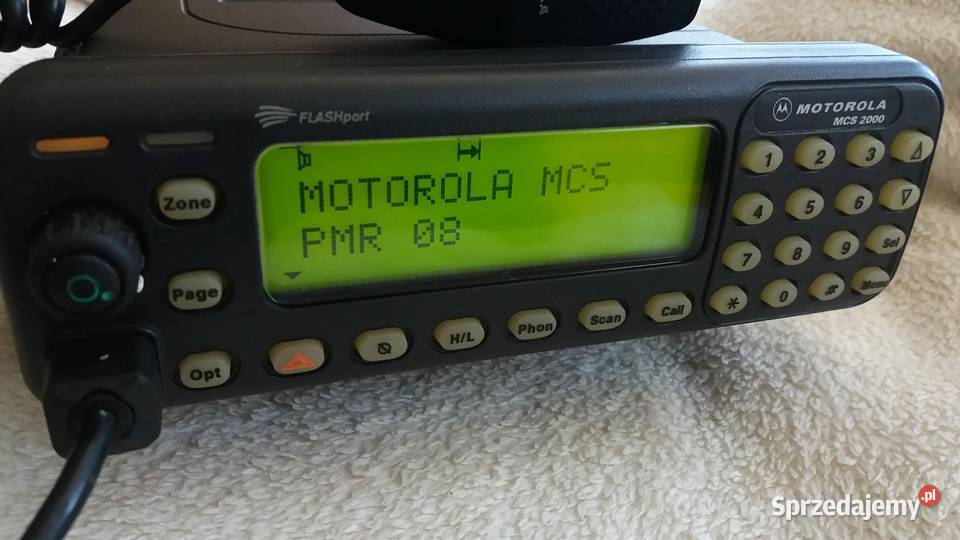 FLASHport
MOTOROLA
MCS 2000
MOTOROLA MCS
PMR 08
Zone
Page
Opt
H/L
Phon
Scan
Call
1 2 3
4 5 6
7 8 9 Sel
* 0 # Menu
Sprzedajemy.pl